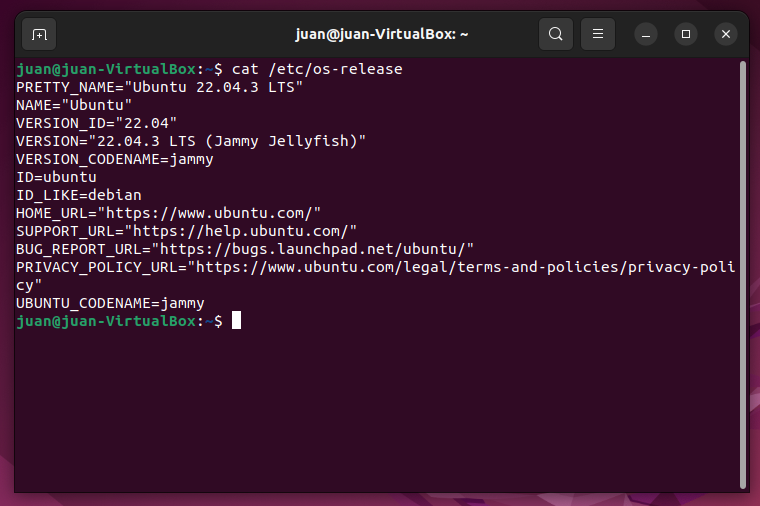 juan@juan-VirtualBox: ~
juan@juan-VirtualBox:~$ cat /etc/os-release
PRETTY_NAME="Ubuntu 22.04.3 LTS"
NAME="Ubuntu"
VERSION_ID="22.04"
VERSION="22.04.3 LTS (Jammy Jellyfish)"
VERSION_CODENAME=jammy
ID=ubuntu
ID_LIKE=debian
HOME_URL="https://www.ubuntu.com/"
SUPPORT_URL="https://help.ubuntu.com/"
BUG_REPORT_URL="https://bugs.launchpad.net/ubuntu/"
PRIVACY_POLICY_URL="https://www.ubuntu.com/legal/terms-and-policies/privacy-poli
cy"
UBUNTU_CODENAME=jammy
juan@juan-VirtualBox:~$